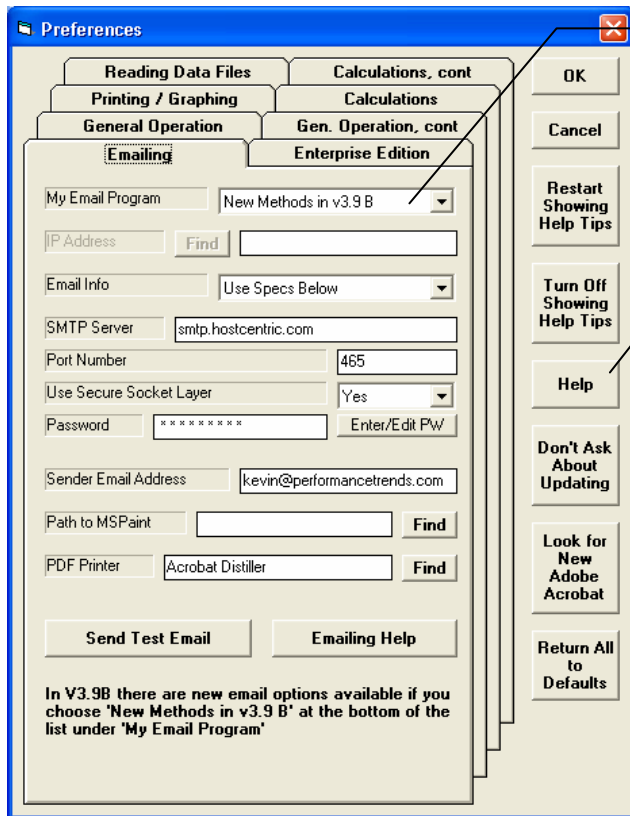 Preferences
Reading Data Files
Calculations, cont
Printing / Graphing
Calculations
General Operation
Gen. Operation, cont
Emailing
Enterprise Edition
My Email Program
New Methods in v3.9 B
IP Address
Find
Email Info
Use Specs Below
SMTP Server
smtp.hostcentric.com
Port Number
465
Use Secure Socket Layer
Yes
Password
* * * * * * * * *
Enter/Edit PW
Sender Email Address
kevin@performancetrends.com
Path to MSPaint
Find
PDF Printer
Acrobat Distiller
Find
Send Test Email
Emailing Help
In V3.9B there are new email options available if you
choose 'New Methods in v3.9 B' at the bottom of the
list under 'My Email Program'
OK
Cancel
Restart
Showing
Help Tips
Turn Off
Showing
Help Tips
Help
Don't Ask
About
Updating
Look for
New
Adobe
Acrobat
Return All
to
Defaults